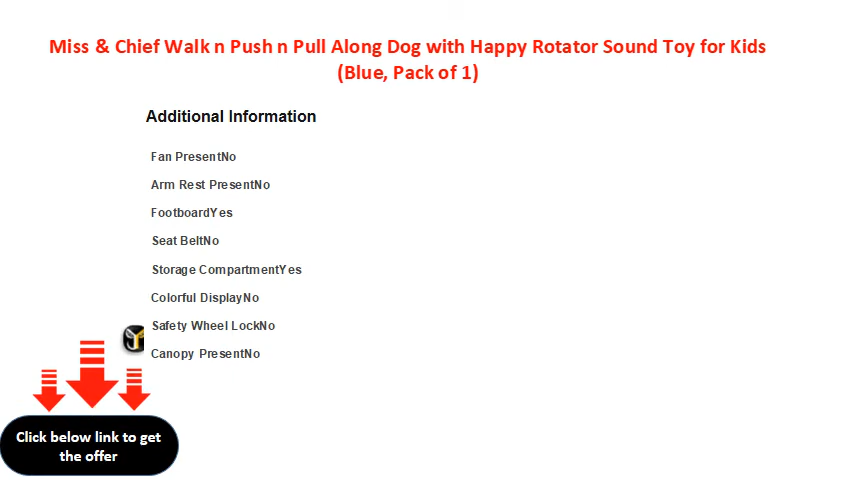 Miss & Chief Walk n Push n Pull Along Dog with Happy Rotator Sound Toy for Kids
(Blue, Pack of 1)
Additional Information
Fan PresentNo
Arm Rest PresentNo
FootboardYes
Seat BeltNo
Storage CompartmentYes
Colorful DisplayNo
Safety Wheel LockNo
Canopy PresentNo
Click below link to get
the offer